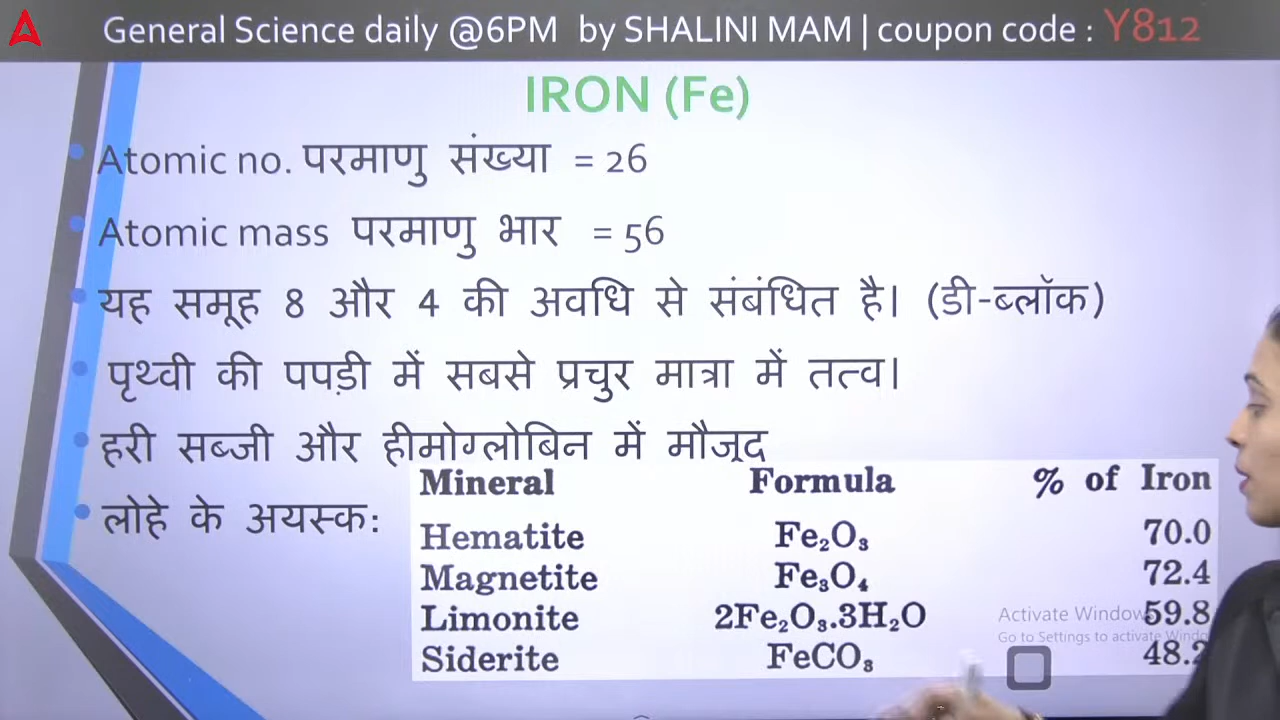 General Science daily @6PM by SHALINI MAM | coupon code : Y812
IRON (Fe)
Atomic no. परमाणु संख्या = 26
Atomic mass परमाणु भार = 56
यह समूह 8 और 4 की अवधि से संबंधित है। (डी-ब्लॉक)
पृथ्वी की पपड़ी में सबसे प्रचुर मात्रा में तत्व।
हरी सब्जी और हीमोग्लोबिन में मौजूद
लोहे के अयस्क:
Mineral Formula % of Iron
Hematite Fe₂O₃ 70.0
Magnetite Fe₃O₄ 72.4
Limonite 2Fe₂O₃.3H₂O 59.8
Siderite FeCO₃ 48.2
Activate Windows
Go to Settings to activate